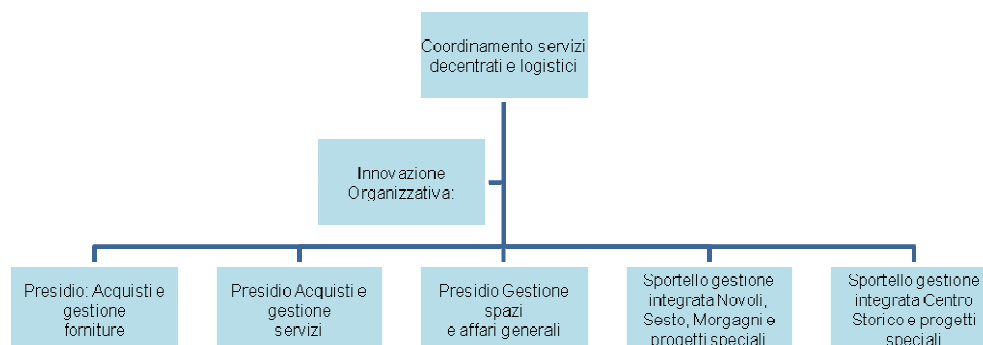 Coordinamento servizi
decentrati e logistici
Innovazione
Organizzativa:
Presidio: Acquisti e
gestione
forniture
Presidio Acquisti e
gestione
servizi
Presidio Gestione
spazi
e affari generali
Sportello gestione
integrata Novoli,
Sesto, Morgagni e
progetti speciali
Sportello gestione
integrata Centro
Storico e progetti
speciali